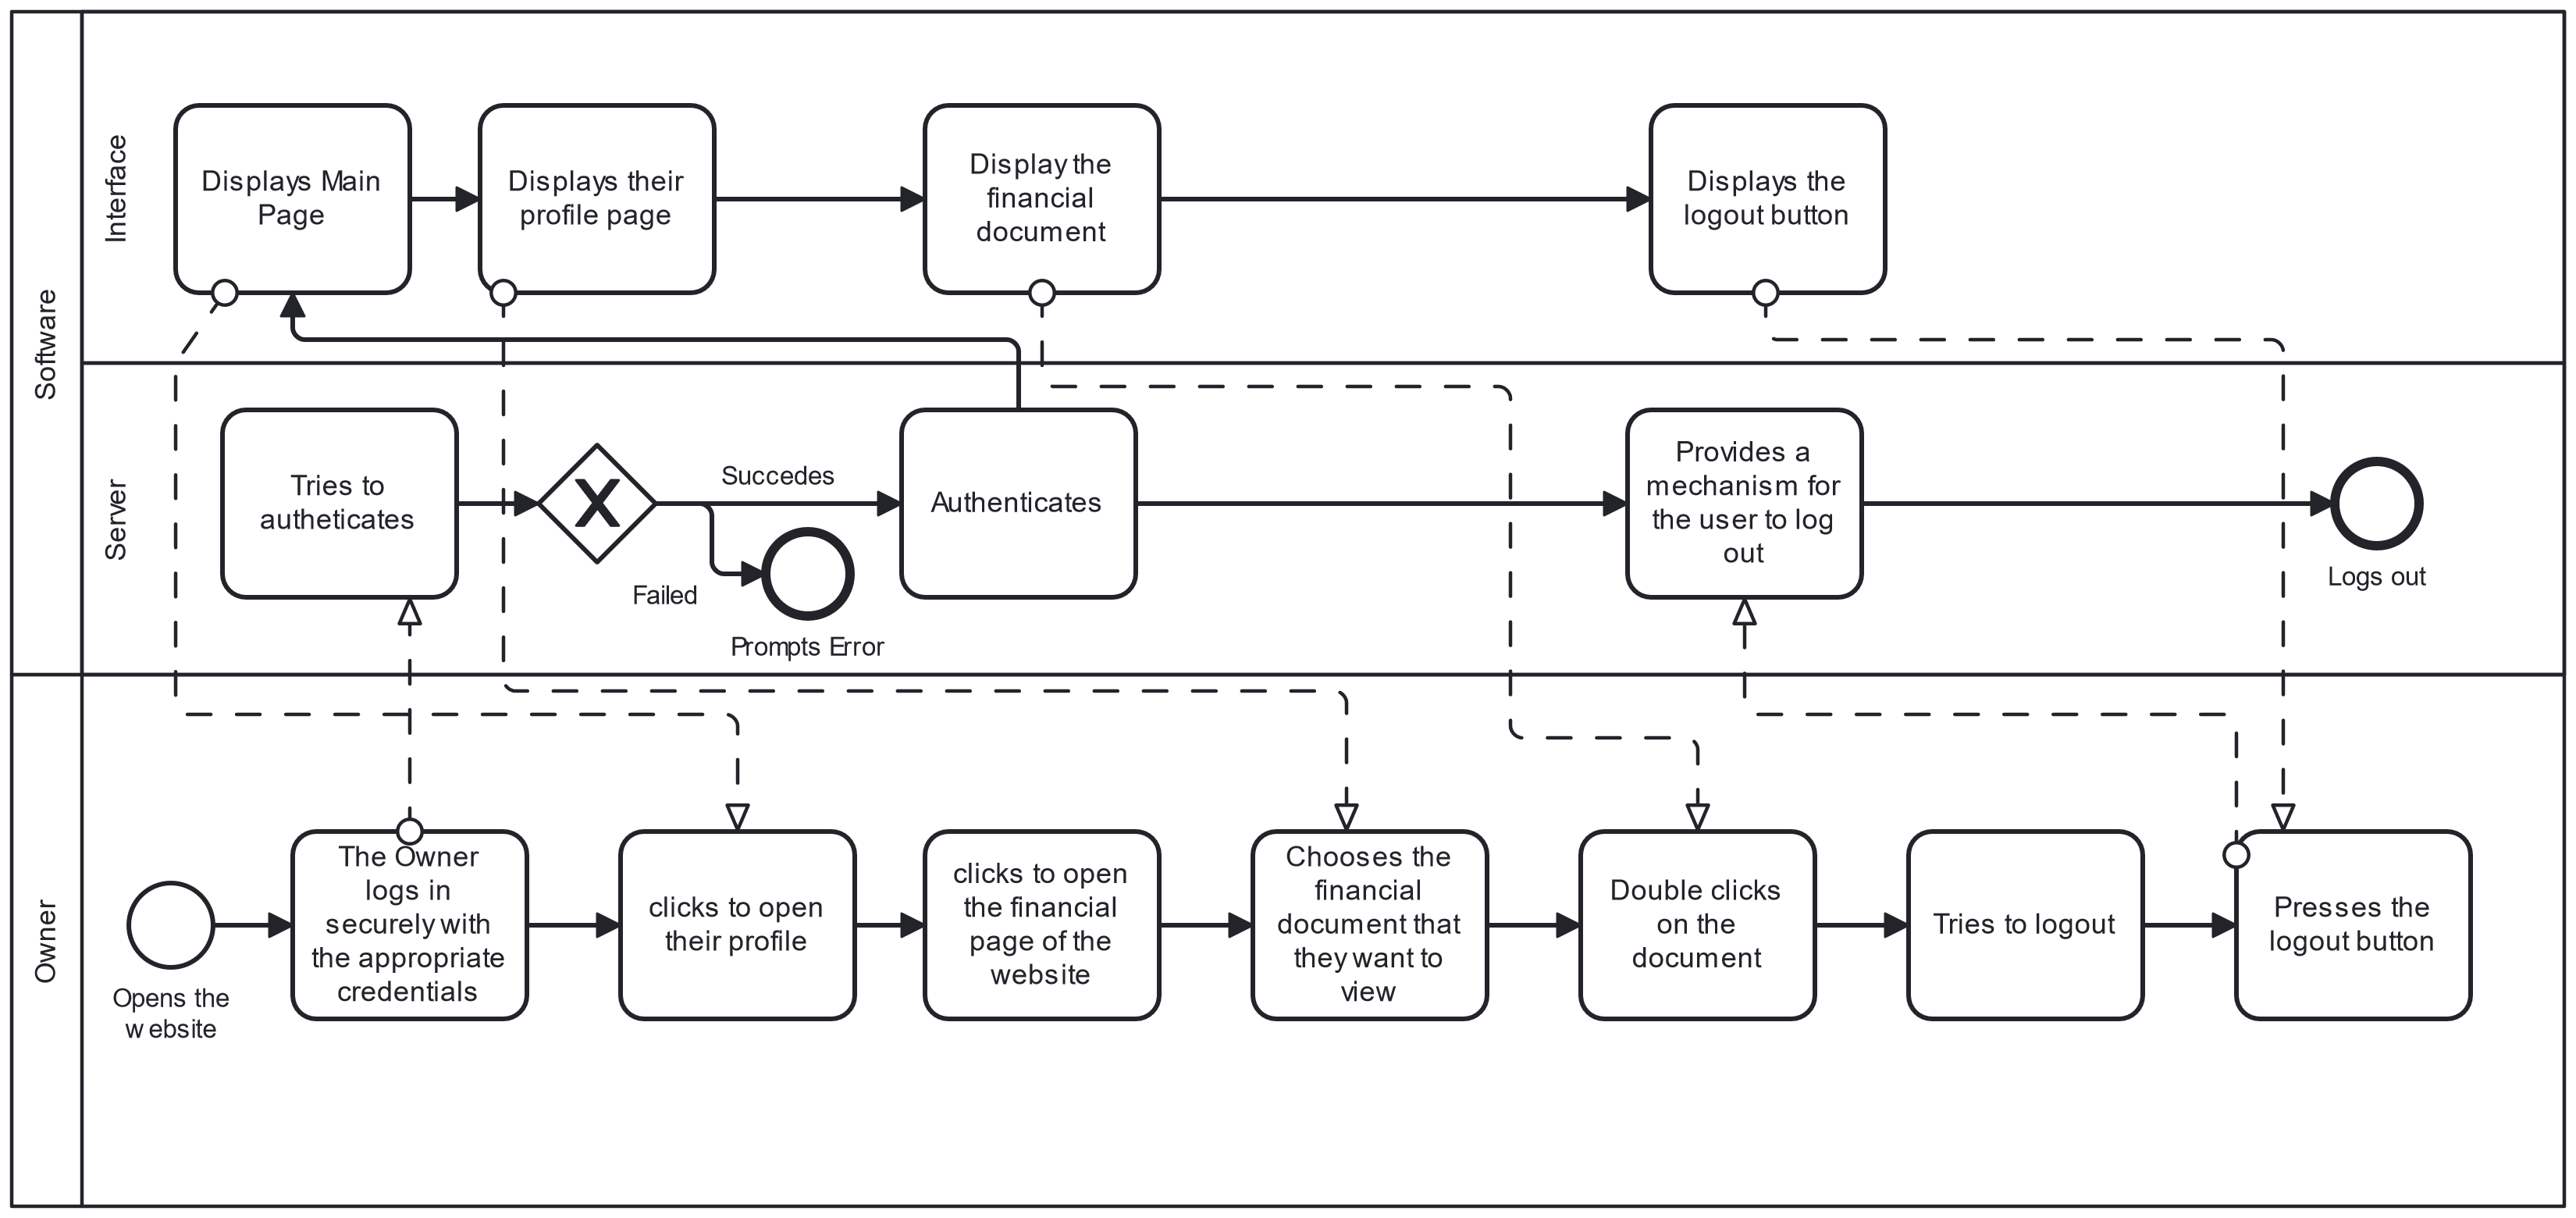 Software
Interface
Displays Main
Page
Displays their
profile page
Display the
financial
document
Displays the
logout button
Server
Tries to
autheticates
Succedes
Failed
Prompts Error
Authenticates
Provides a
mechanism for
the user to log
out
Logs out
Owner
Opens the
website
The Owner
logs in
securely with
the appropriate
credentials
clicks to open
their profile
clicks to open
the financial
page of the
website
Chooses the
financial
document that
they want to
view
Double clicks
on the
document
Tries to logout
Presses the
logout button